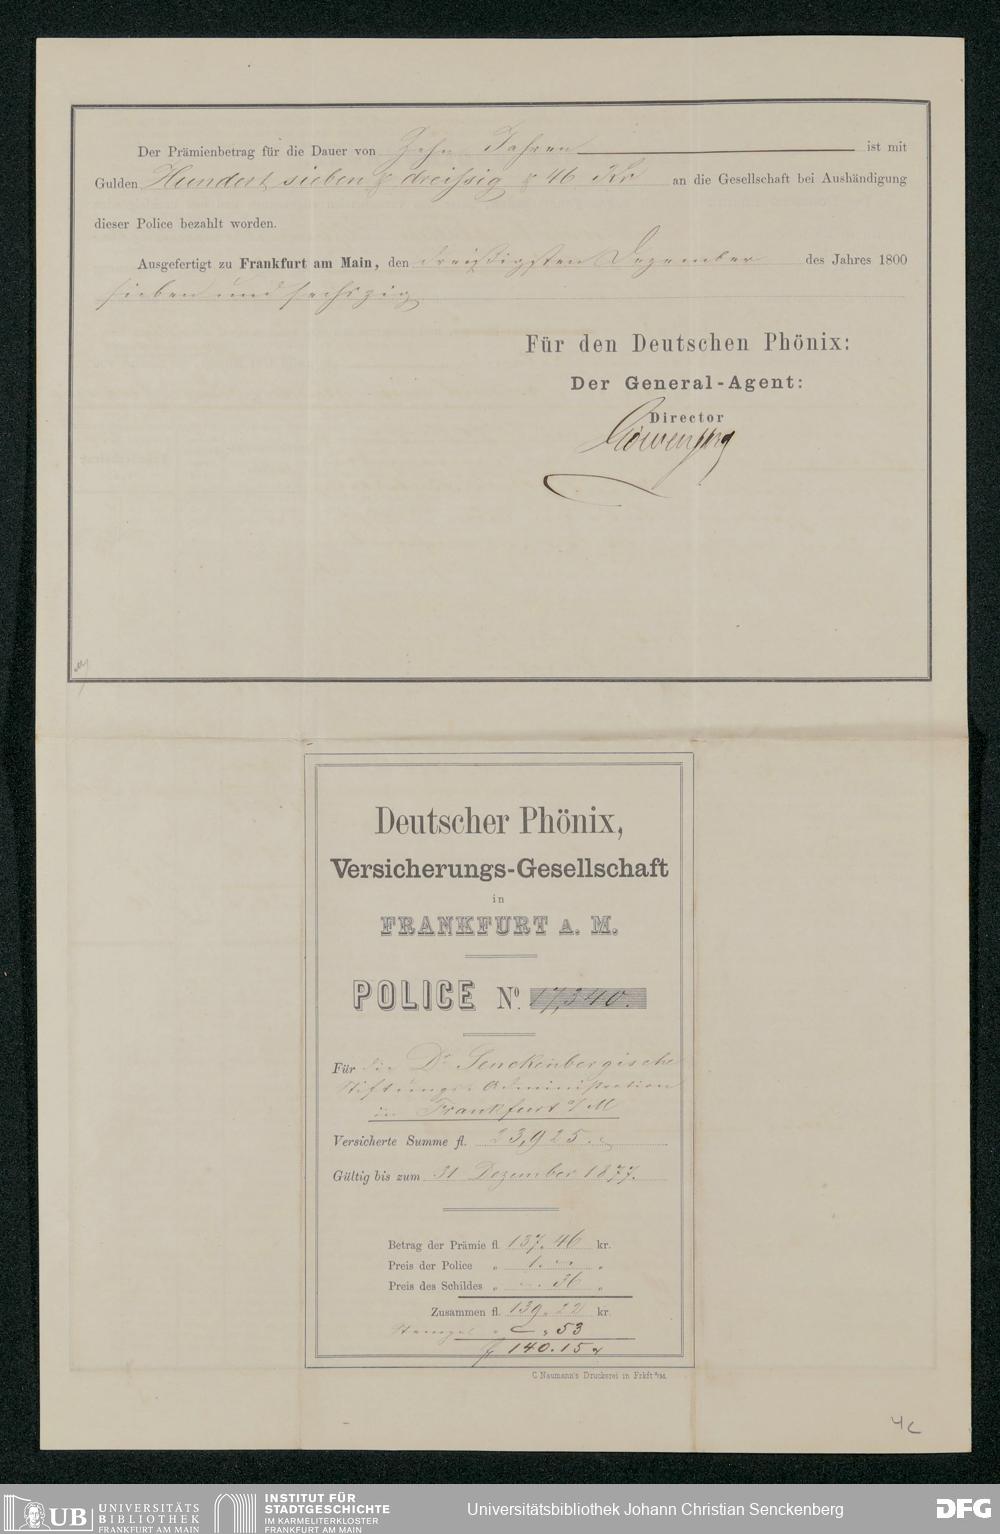 Der Prämienbetrag für die Dauer von Zehn Jahren ist mit
Gulden Hundert sieben & dreissig & 46 Kr an die Gesellschaft bei Aushändigung
dieser Police bezahlt worden.
Ausgefertigt zu Frankfurt am Main, den dreißigsten Dezember des Jahres 1800
sieben und sechszig
Für den Deutschen Phönix:
Der General-Agent:
Director
Deutscher Phönix,
Versicherungs-Gesellschaft
in
FRANKFURT A. M.
POLICE No. 17,340.
Für die Dr. Senckenbergische
Stiftungs-Administration
in Frankfurt a/M
Versicherte Summe fl. 23,925.
Gültig bis zum 31 Dezember 1877.
Betrag der Prämie fl. 137. 46 kr.
Preis der Police „ 1. — „
Preis des Schildes „ —. 36 „
Zusammen fl. 139. 22 kr.
Stempel „ — „ 53
f 140. 15
C. Naumann's Druckerei in Frkft a/M.
4c
UB UNIVERSITÄTS
BIBLIOTHEK
FRANKFURT AM MAIN
INSTITUT FÜR
STADTGESCHICHTE
IM KARMELITERKLOSTER
FRANKFURT AM MAIN
Universitätsbibliothek Johann Christian Senckenberg
DFG